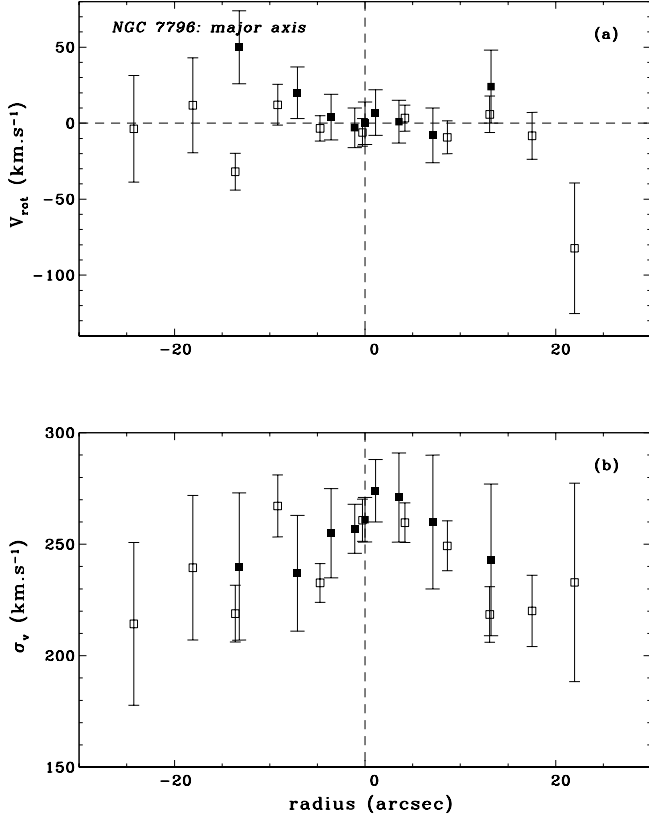 NGC 7796: major axis
(a)
50
0
−50
−100
V_rot (km.s⁻¹)
−20
0
20
300
(b)
250
200
150
σ_v (km.s⁻¹)
−20
0
20
radius (arcsec)